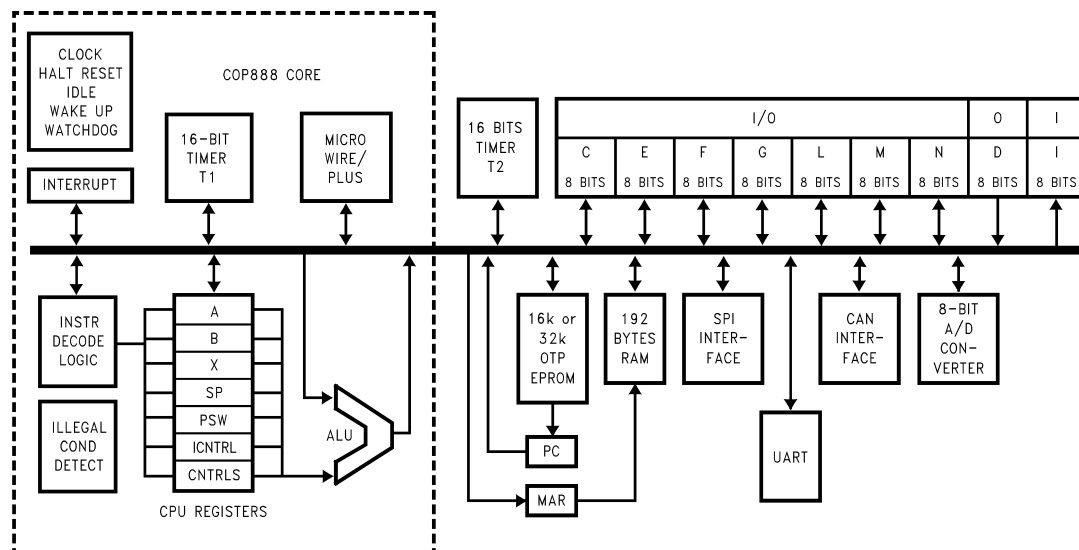 CLOCK
HALT RESET
IDLE
WAKE UP
WATCHDOG
COP888 CORE
INTERRUPT
16-BIT
TIMER
T1
MICRO
WIRE/
PLUS
16 BITS
TIMER
T2
I/O
O
I
C
E
F
G
L
M
N
D
I
8 BITS
8 BITS
8 BITS
8 BITS
8 BITS
8 BITS
8 BITS
8 BITS
8 BITS
INSTR
DECODE
LOGIC
ILLEGAL
COND
DETECT
A
B
X
SP
PSW
ICNTRL
CNTRLS
CPU REGISTERS
ALU
16k or
32k
OTP
EPROM
PC
MAR
192
BYTES
RAM
SPI
INTER-
FACE
UART
CAN
INTER-
FACE
8-BIT
A/D
CON-
VERTER